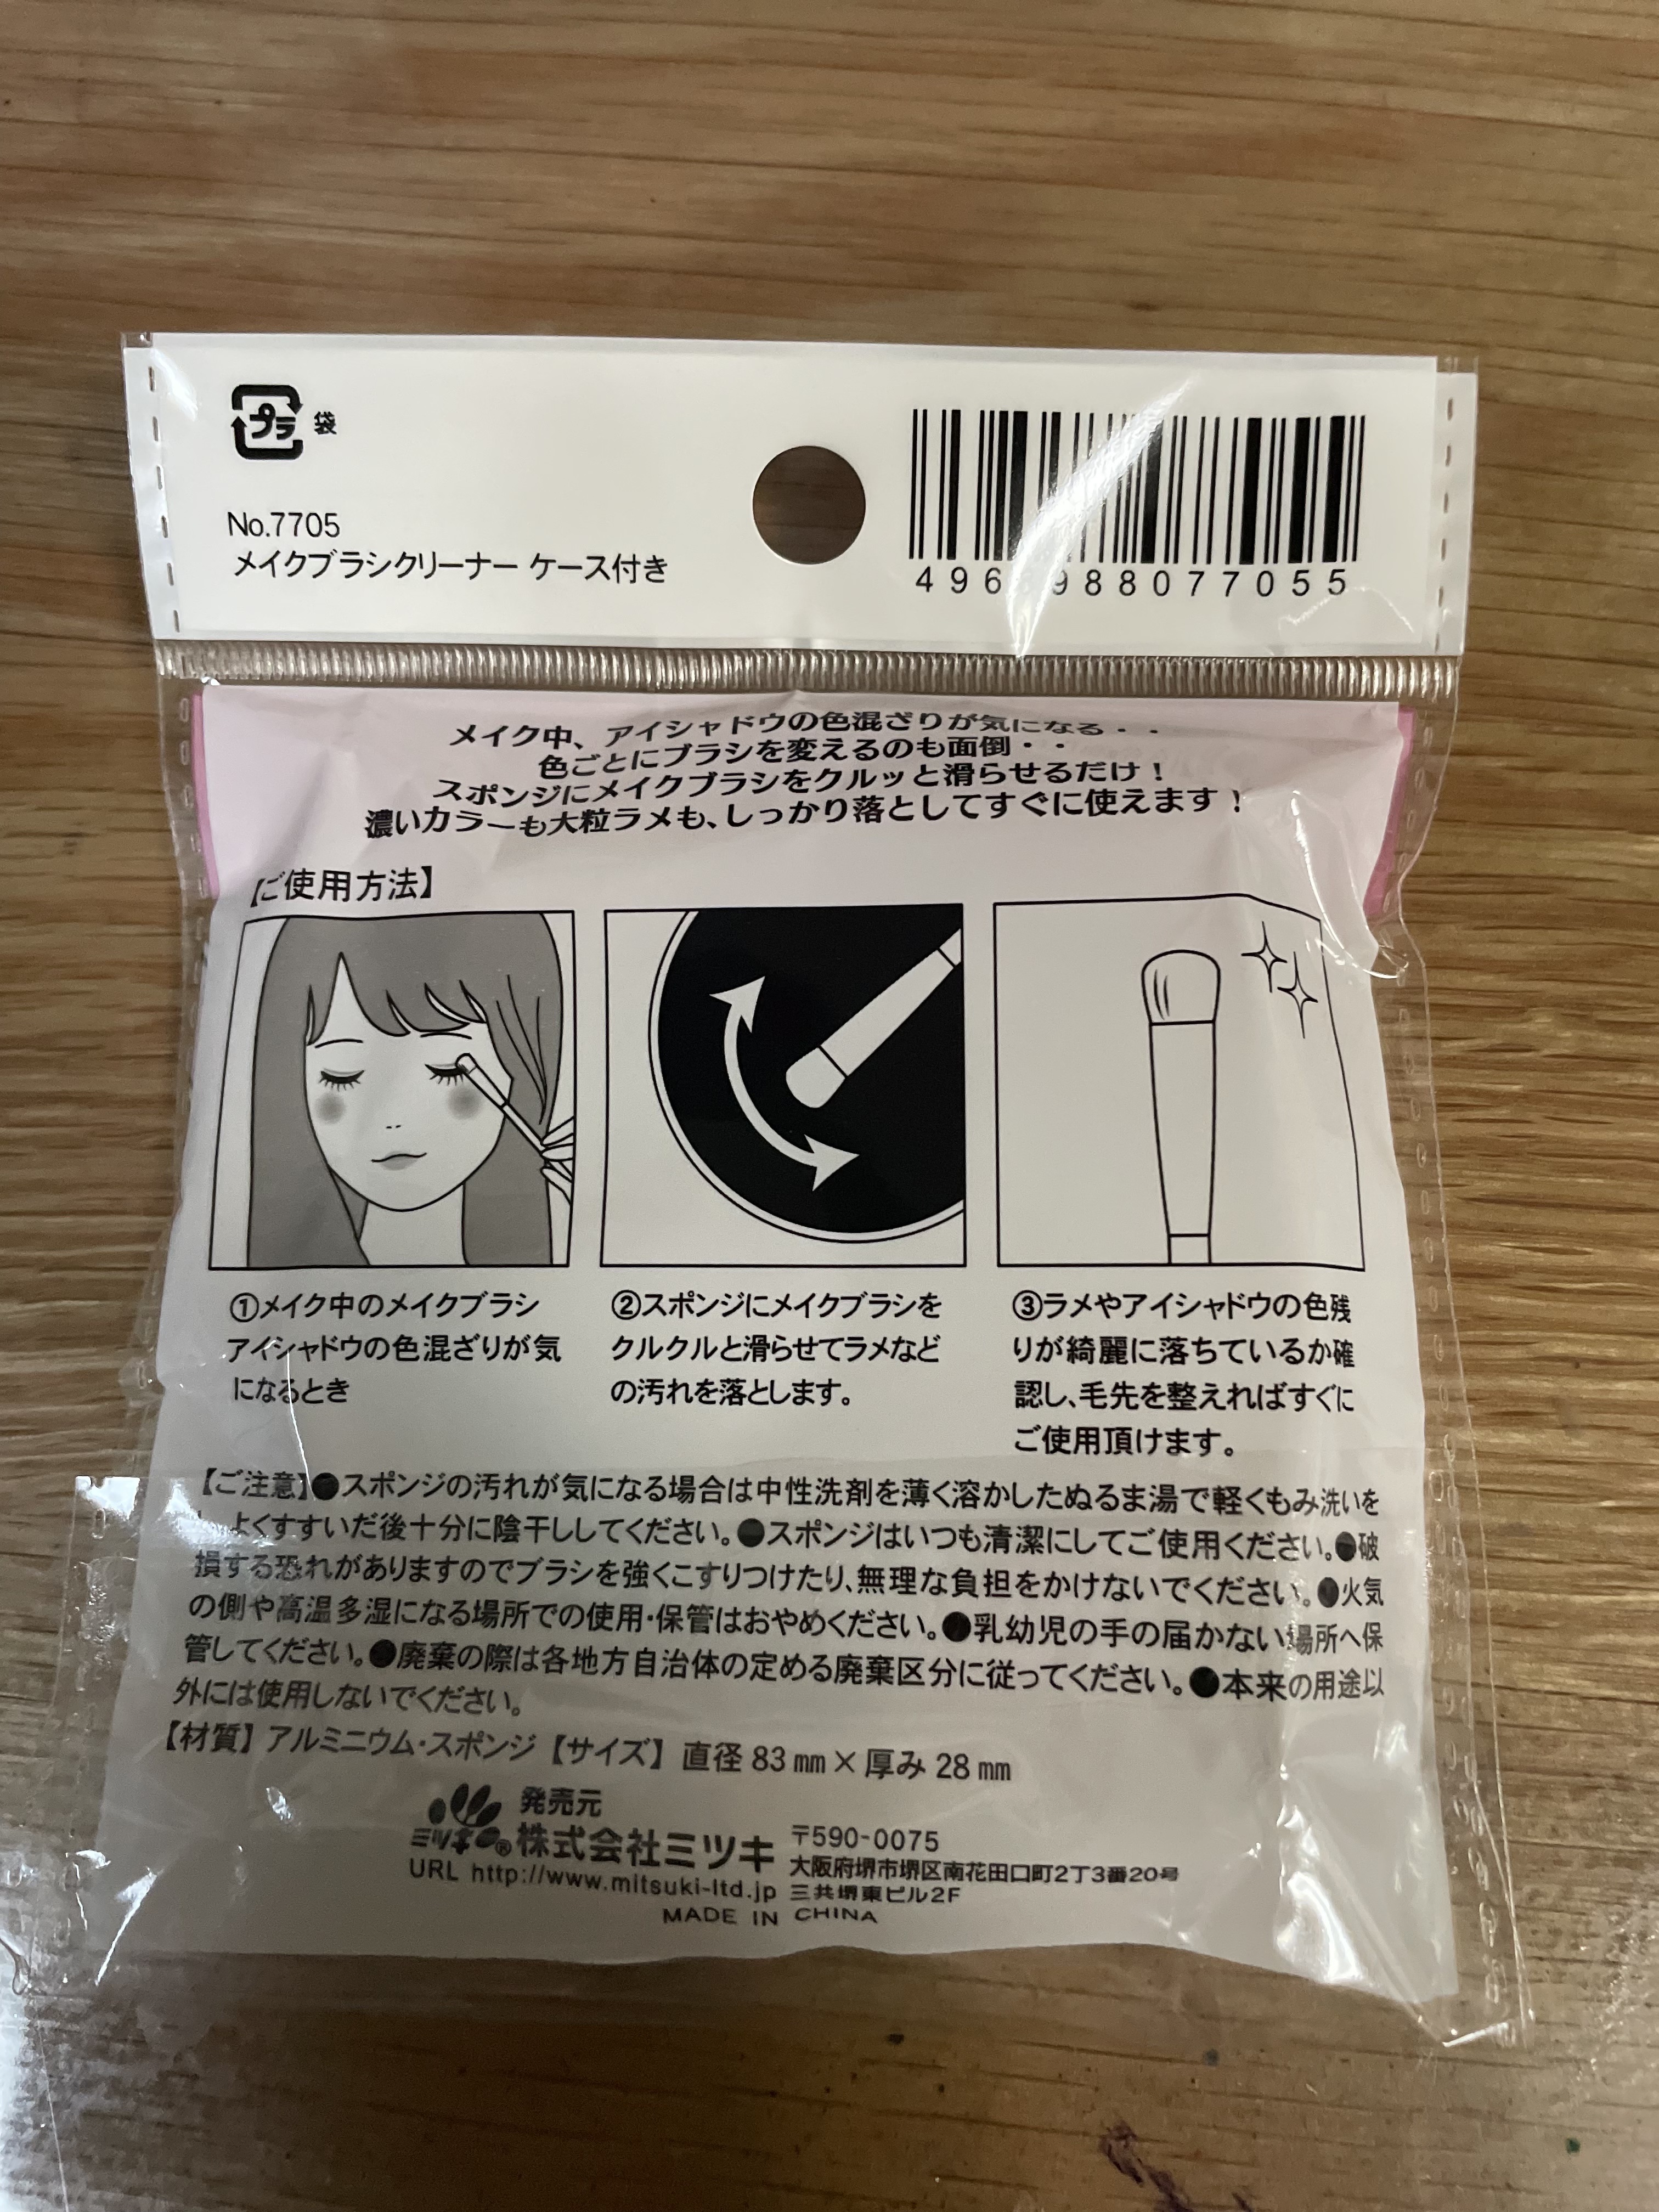 プラ 袋
No.7705
メイクブラシクリーナー ケース付き
496 988077055
メイク中、アイシャドウの色混ざりが気になる・・
色ごとにブラシを変えるのも面倒・・
スポンジにメイクブラシをクルッと滑らせるだけ！
濃いカラーも大粒ラメも、しっかり落としてすぐに使えます！
【ご使用方法】
①メイク中のメイクブラシ
アイシャドウの色混ざりが気
になるとき
②スポンジにメイクブラシを
クルクルと滑らせてラメなど
の汚れを落とします。
③ラメやアイシャドウの色残
りが綺麗に落ちているか確
認し、毛先を整えればすぐに
ご使用頂けます。
【ご注意】●スポンジの汚れが気になる場合は中性洗剤を薄く溶かしたぬるま湯で軽くもみ洗いを
し、よくすすいだ後十分に陰干ししてください。●スポンジはいつも清潔にしてご使用ください。●破
損する恐れがありますのでブラシを強くこすりつけたり、無理な負担をかけないでください。●火気
の側や高温多湿になる場所での使用・保管はおやめください。●乳幼児の手の届かない場所へ保
管してください。●廃棄の際は各地方自治体の定める廃棄区分に従ってください。●本来の用途以
外には使用しないでください。
【材質】アルミニウム・スポンジ【サイズ】直径 83 ㎜×厚み 28 ㎜
発売元
ミツキ® 株式会社ミツキ
URL http://www.mitsuki-ltd.jp
〒590-0075
大阪府堺市堺区南花田口町2丁3番20号
三共堺東ビル2F
MADE IN CHINA